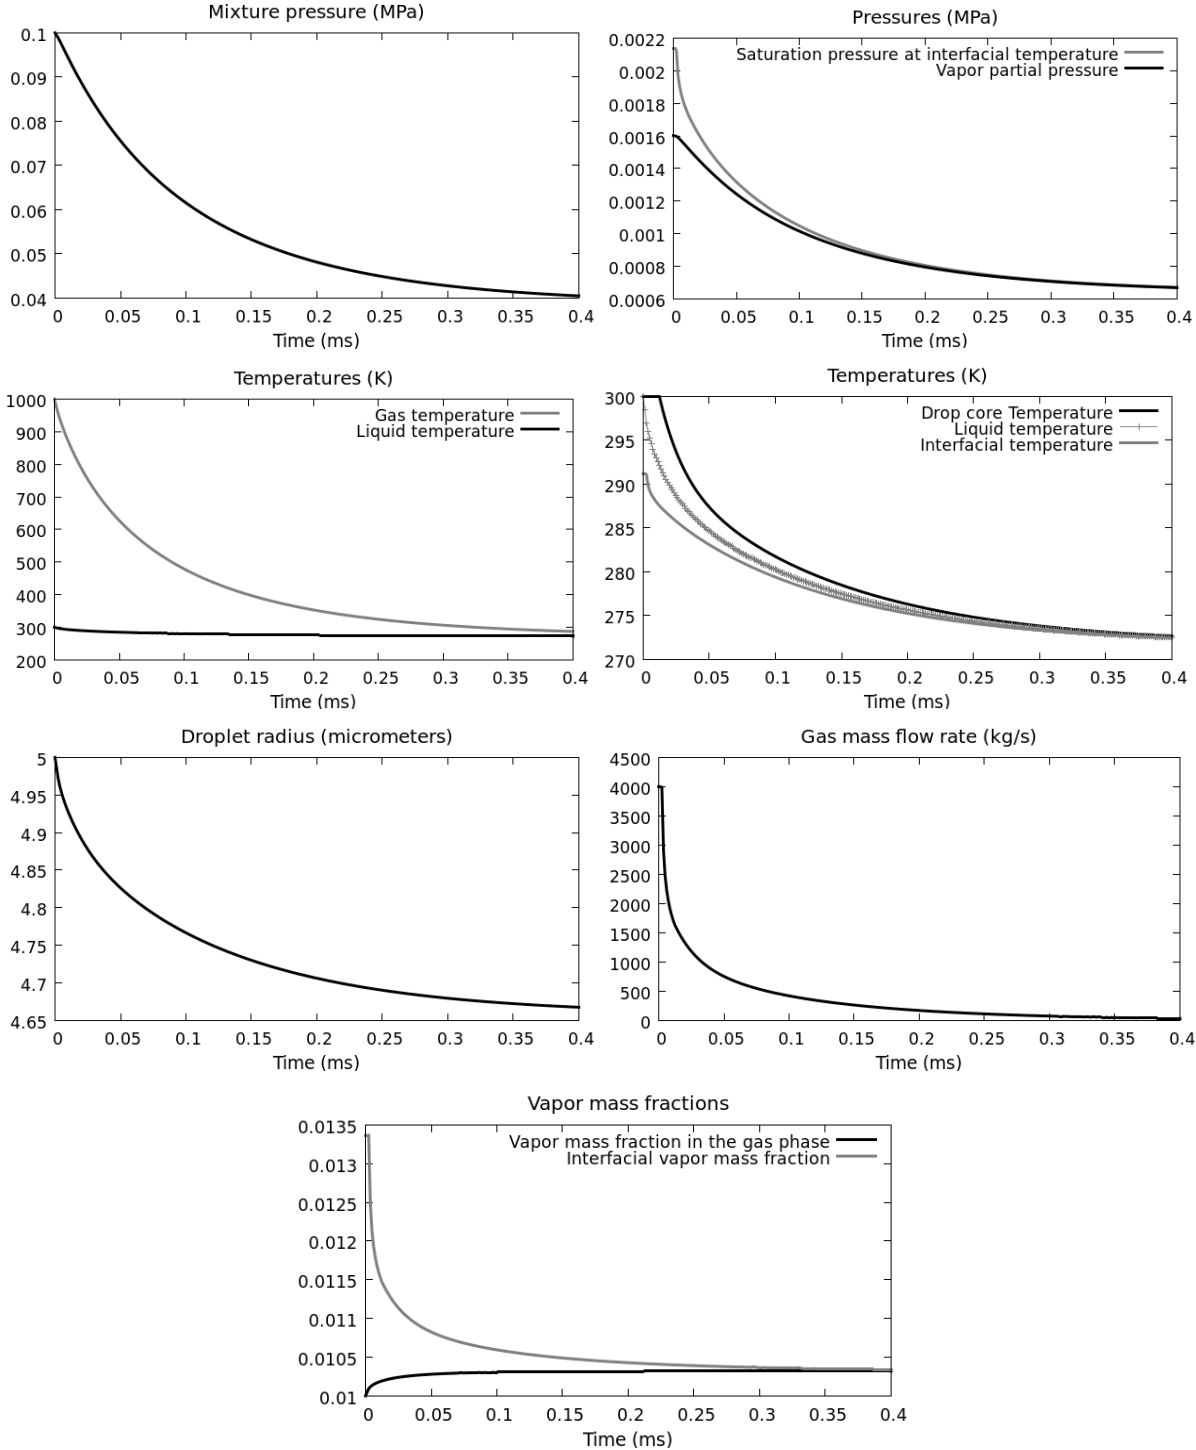 Mixture pressure (MPa)
0.1
0.09
0.08
0.07
0.06
0.05
0.04
0 0.05 0.1 0.15 0.2 0.25 0.3 0.35 0.4
Time (ms)
Pressures (MPa)
Saturation pressure at interfacial temperature
Vapor partial pressure
0.0022
0.002
0.0018
0.0016
0.0014
0.0012
0.001
0.0008
0.0006
0 0.05 0.1 0.15 0.2 0.25 0.3 0.35 0.4
Time (ms)
Temperatures (K)
Gas temperature
Liquid temperature
1000
900
800
700
600
500
400
300
200
0 0.05 0.1 0.15 0.2 0.25 0.3 0.35 0.4
Time (ms)
Temperatures (K)
Drop core Temperature
Liquid temperature
Interfacial temperature
300
295
290
285
280
275
270
0 0.05 0.1 0.15 0.2 0.25 0.3 0.35 0.4
Time (ms)
Droplet radius (micrometers)
5
4.95
4.9
4.85
4.8
4.75
4.7
4.65
0 0.05 0.1 0.15 0.2 0.25 0.3 0.35 0.4
Time (ms)
Gas mass flow rate (kg/s)
4500
4000
3500
3000
2500
2000
1500
1000
500
0
0 0.05 0.1 0.15 0.2 0.25 0.3 0.35 0.4
Time (ms)
Vapor mass fractions
Vapor mass fraction in the gas phase
Interfacial vapor mass fraction
0.0135
0.013
0.0125
0.012
0.0115
0.011
0.0105
0.01
0 0.05 0.1 0.15 0.2 0.25 0.3 0.35 0.4
Time (ms)